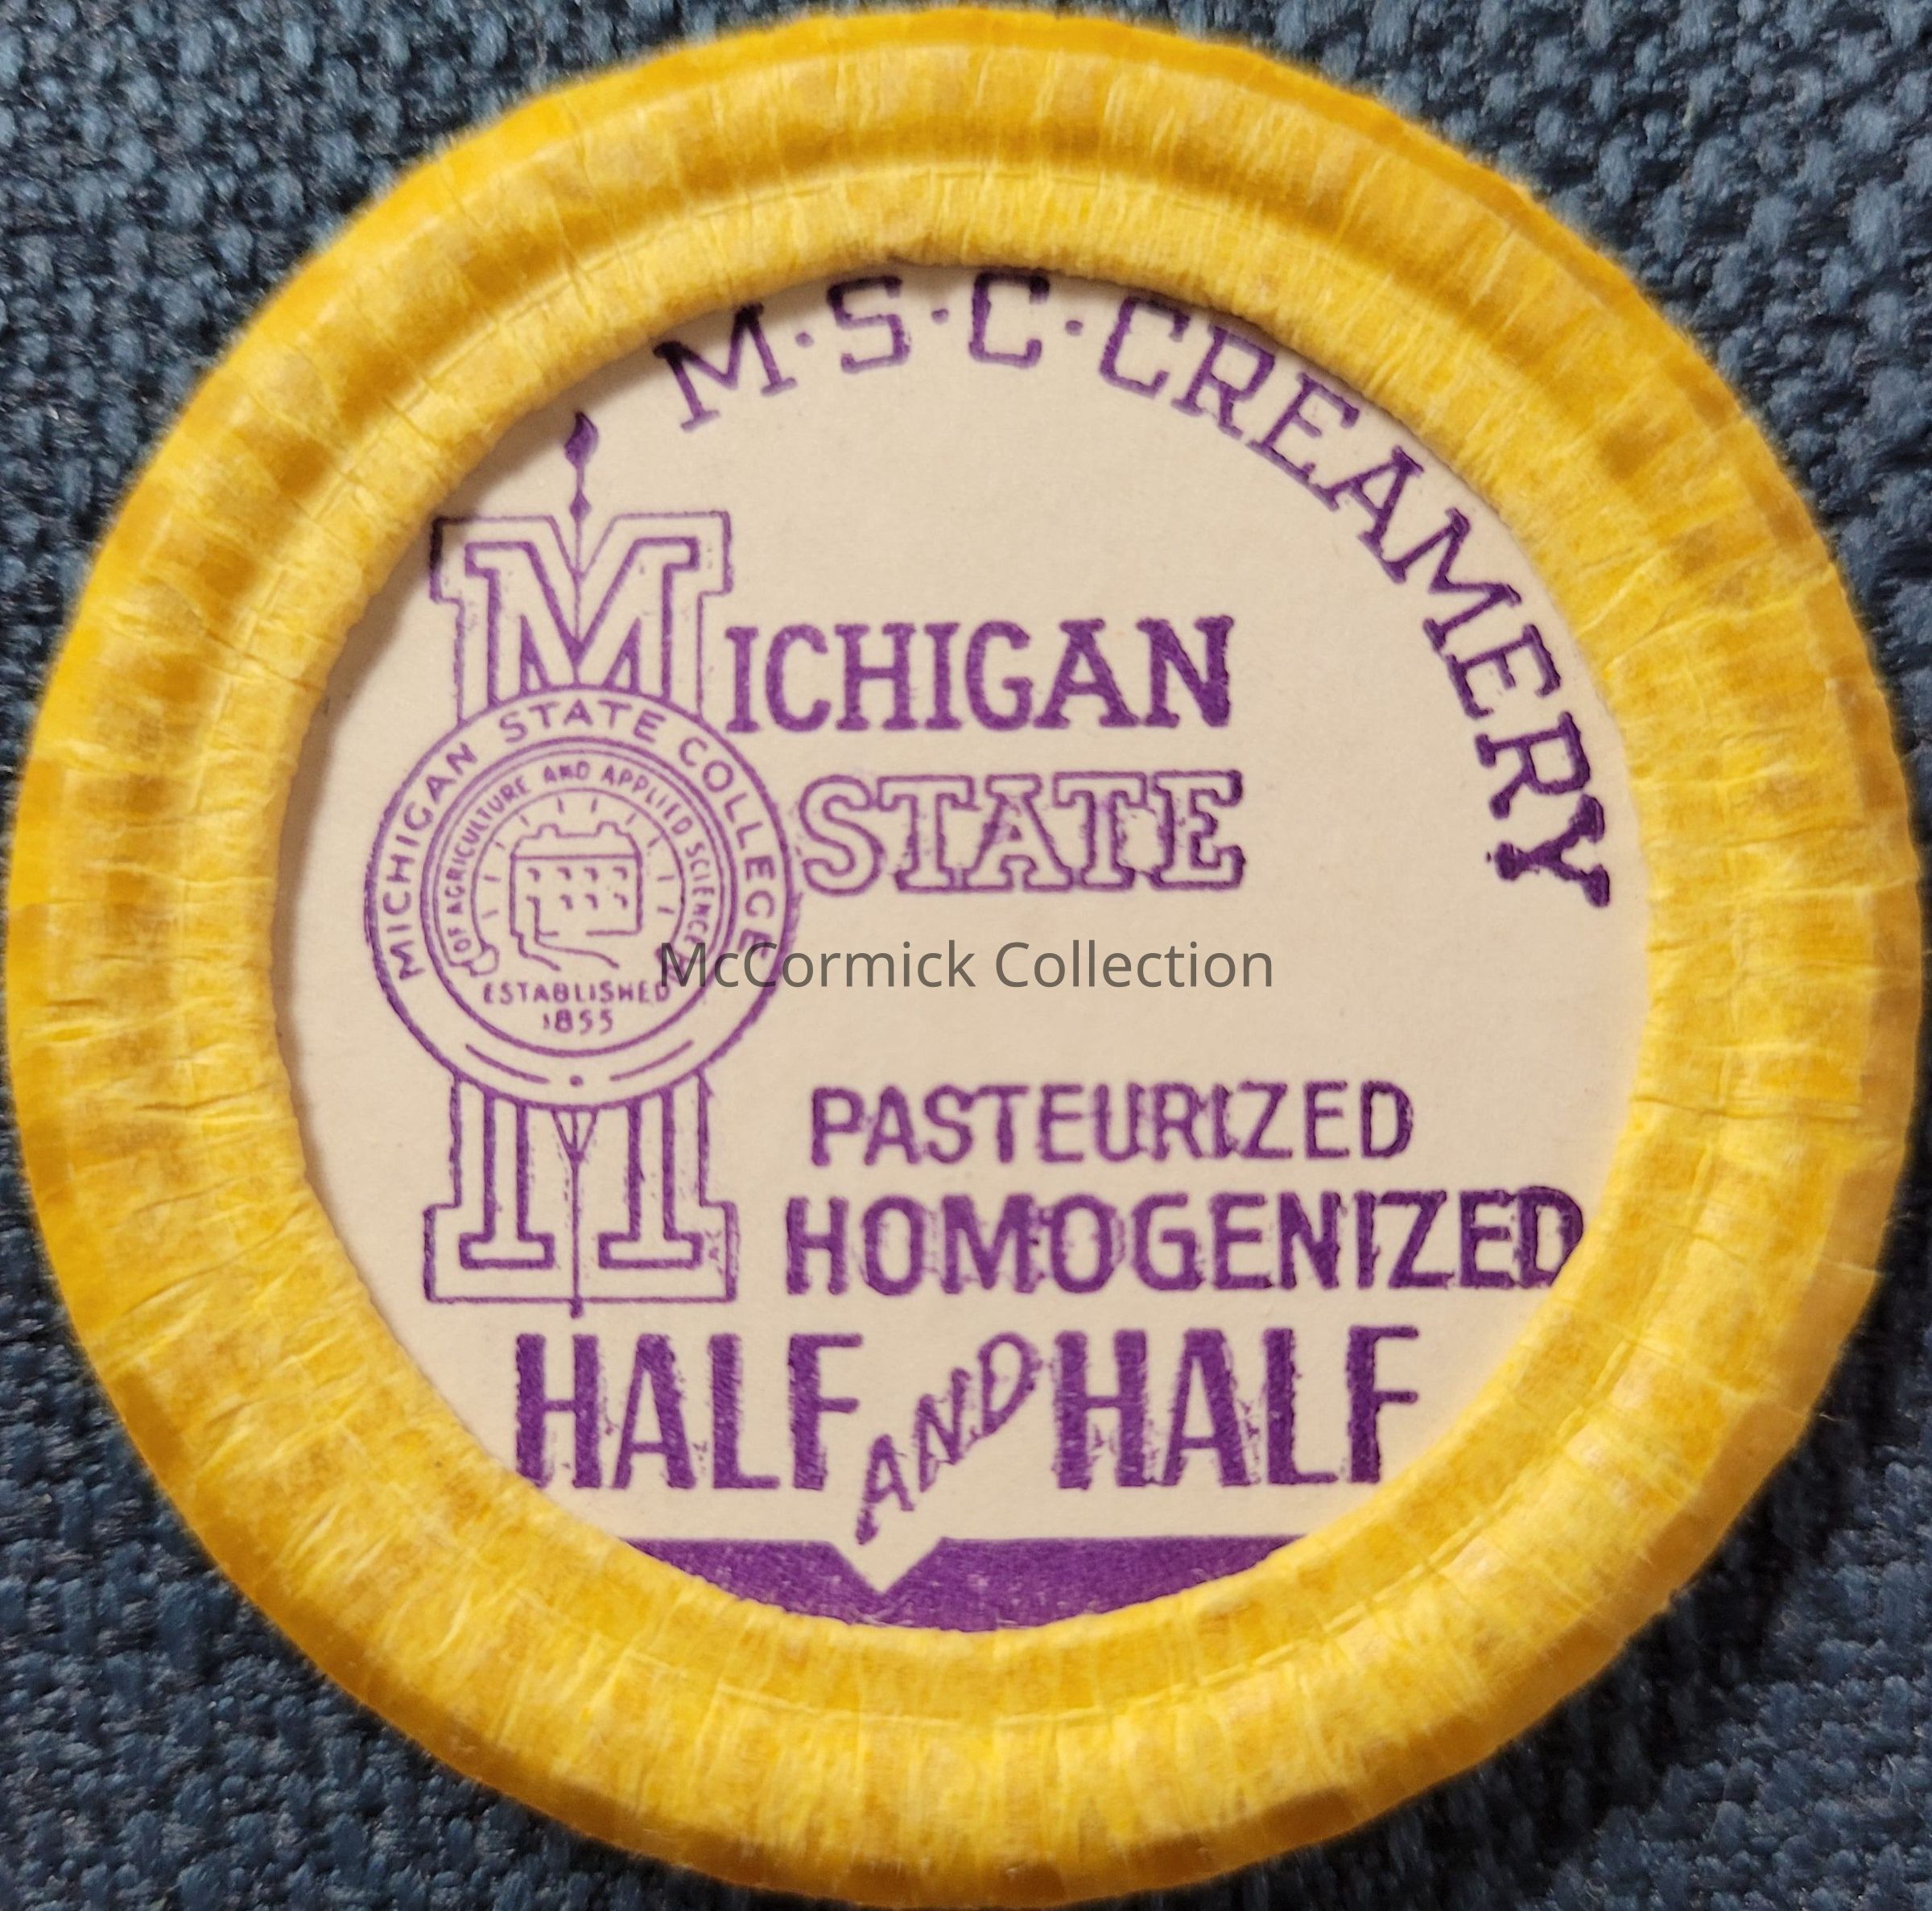 M·S·C·CREAMERY
MICHIGAN
STATE
MICHIGAN STATE COLLEGE
OF AGRICULTURE AND APPLIED SCIENCE
ESTABLISHED
1855
McCormick Collection
PASTEURIZED
HOMOGENIZED
HALF AND HALF